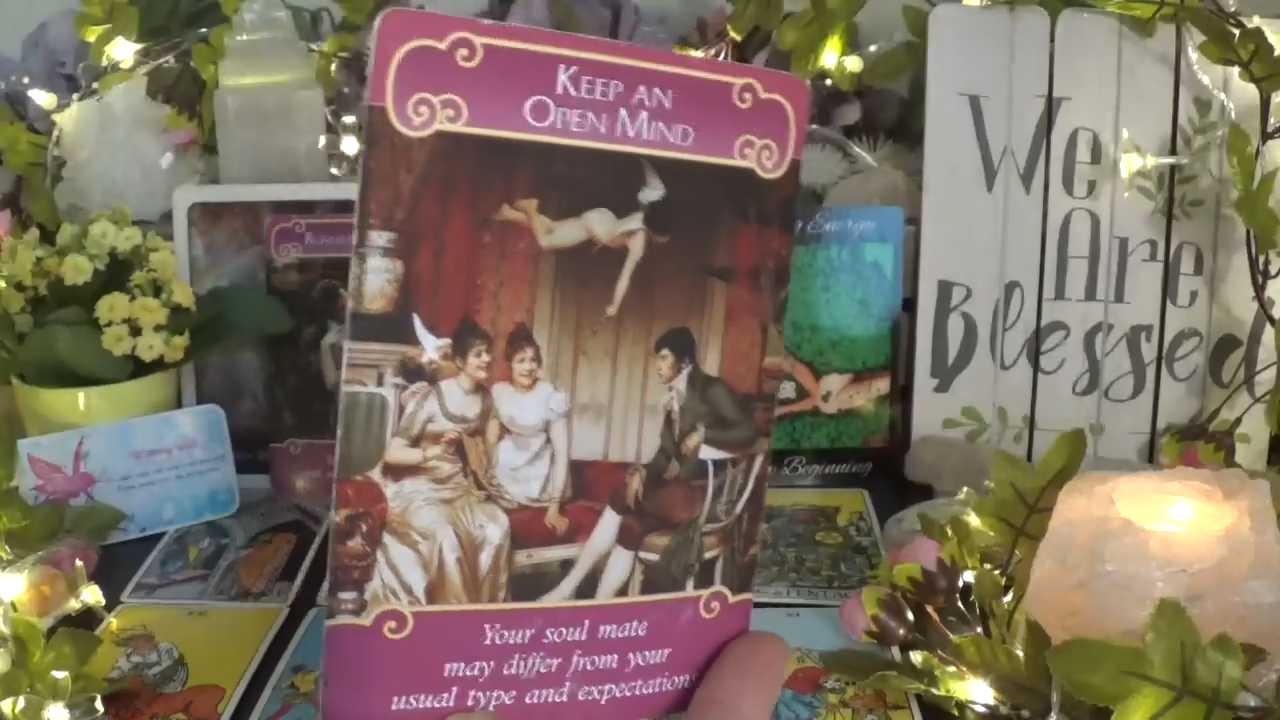 KEEP AN
OPEN MIND
Your soul mate
may differ from your
usual type and expectations
We
Are
Blessed
Energy
Beginning